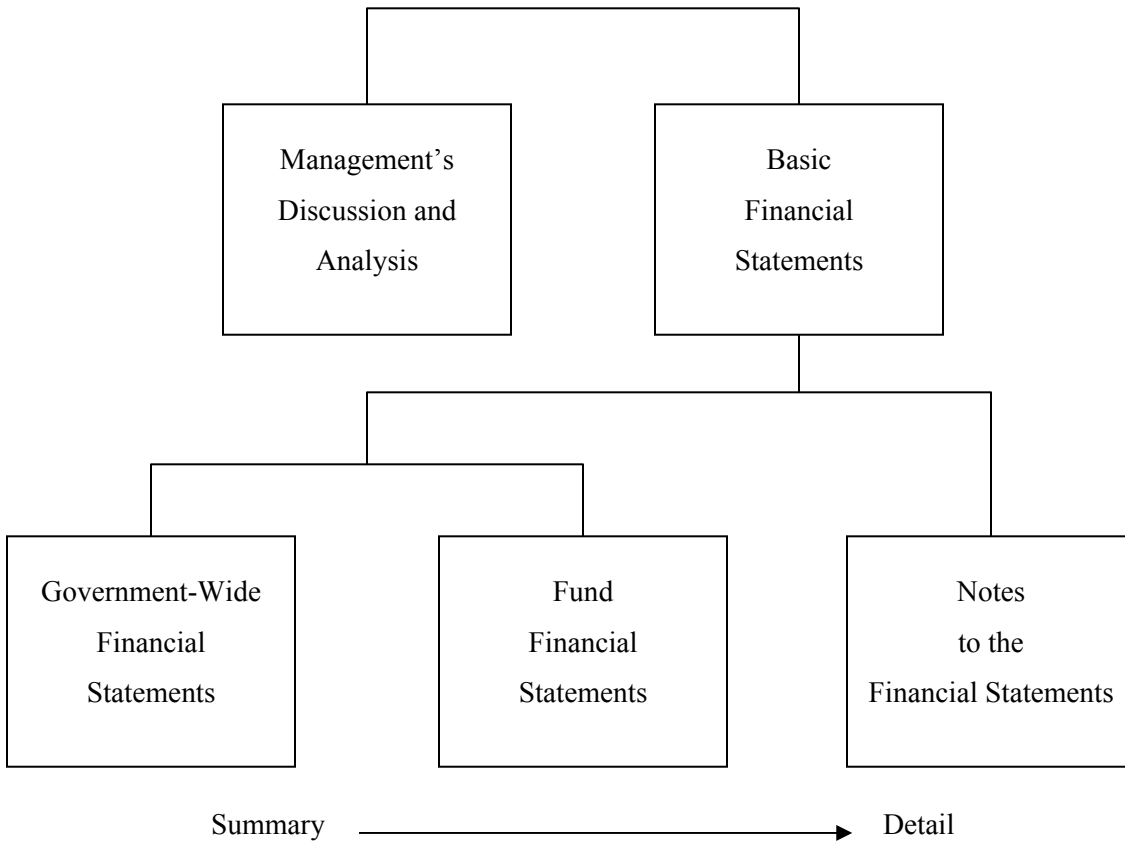 Management’s
Discussion and
Analysis
Basic
Financial
Statements
Government-Wide
Financial
Statements
Fund
Financial
Statements
Notes
to the
Financial Statements
Summary
Detail